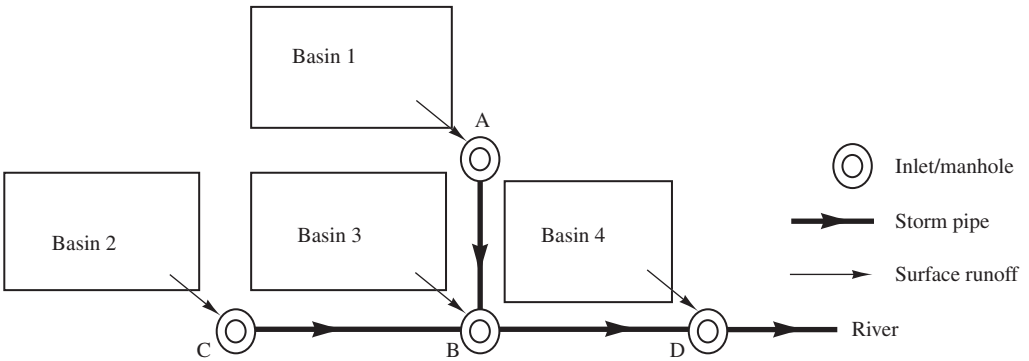 Basin 1
A
Inlet/manhole
Basin 2
Basin 3
Basin 4
Storm pipe
Surface runoff
C
B
D
River